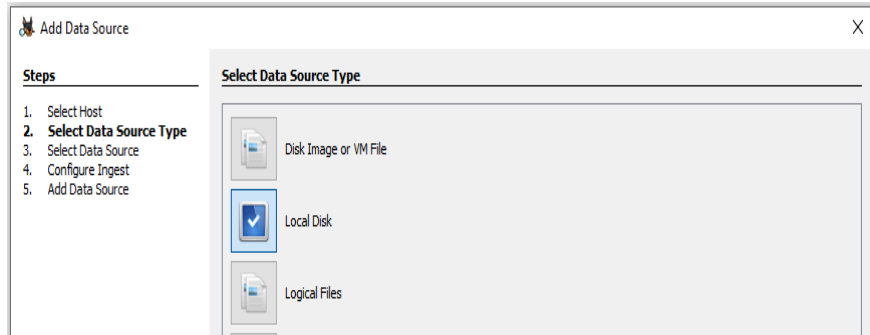 Add Data Source
X
Steps
1. Select Host
2. Select Data Source Type
3. Select Data Source
4. Configure Ingest
5. Add Data Source
Select Data Source Type
Disk Image or VM File
Local Disk
Logical Files